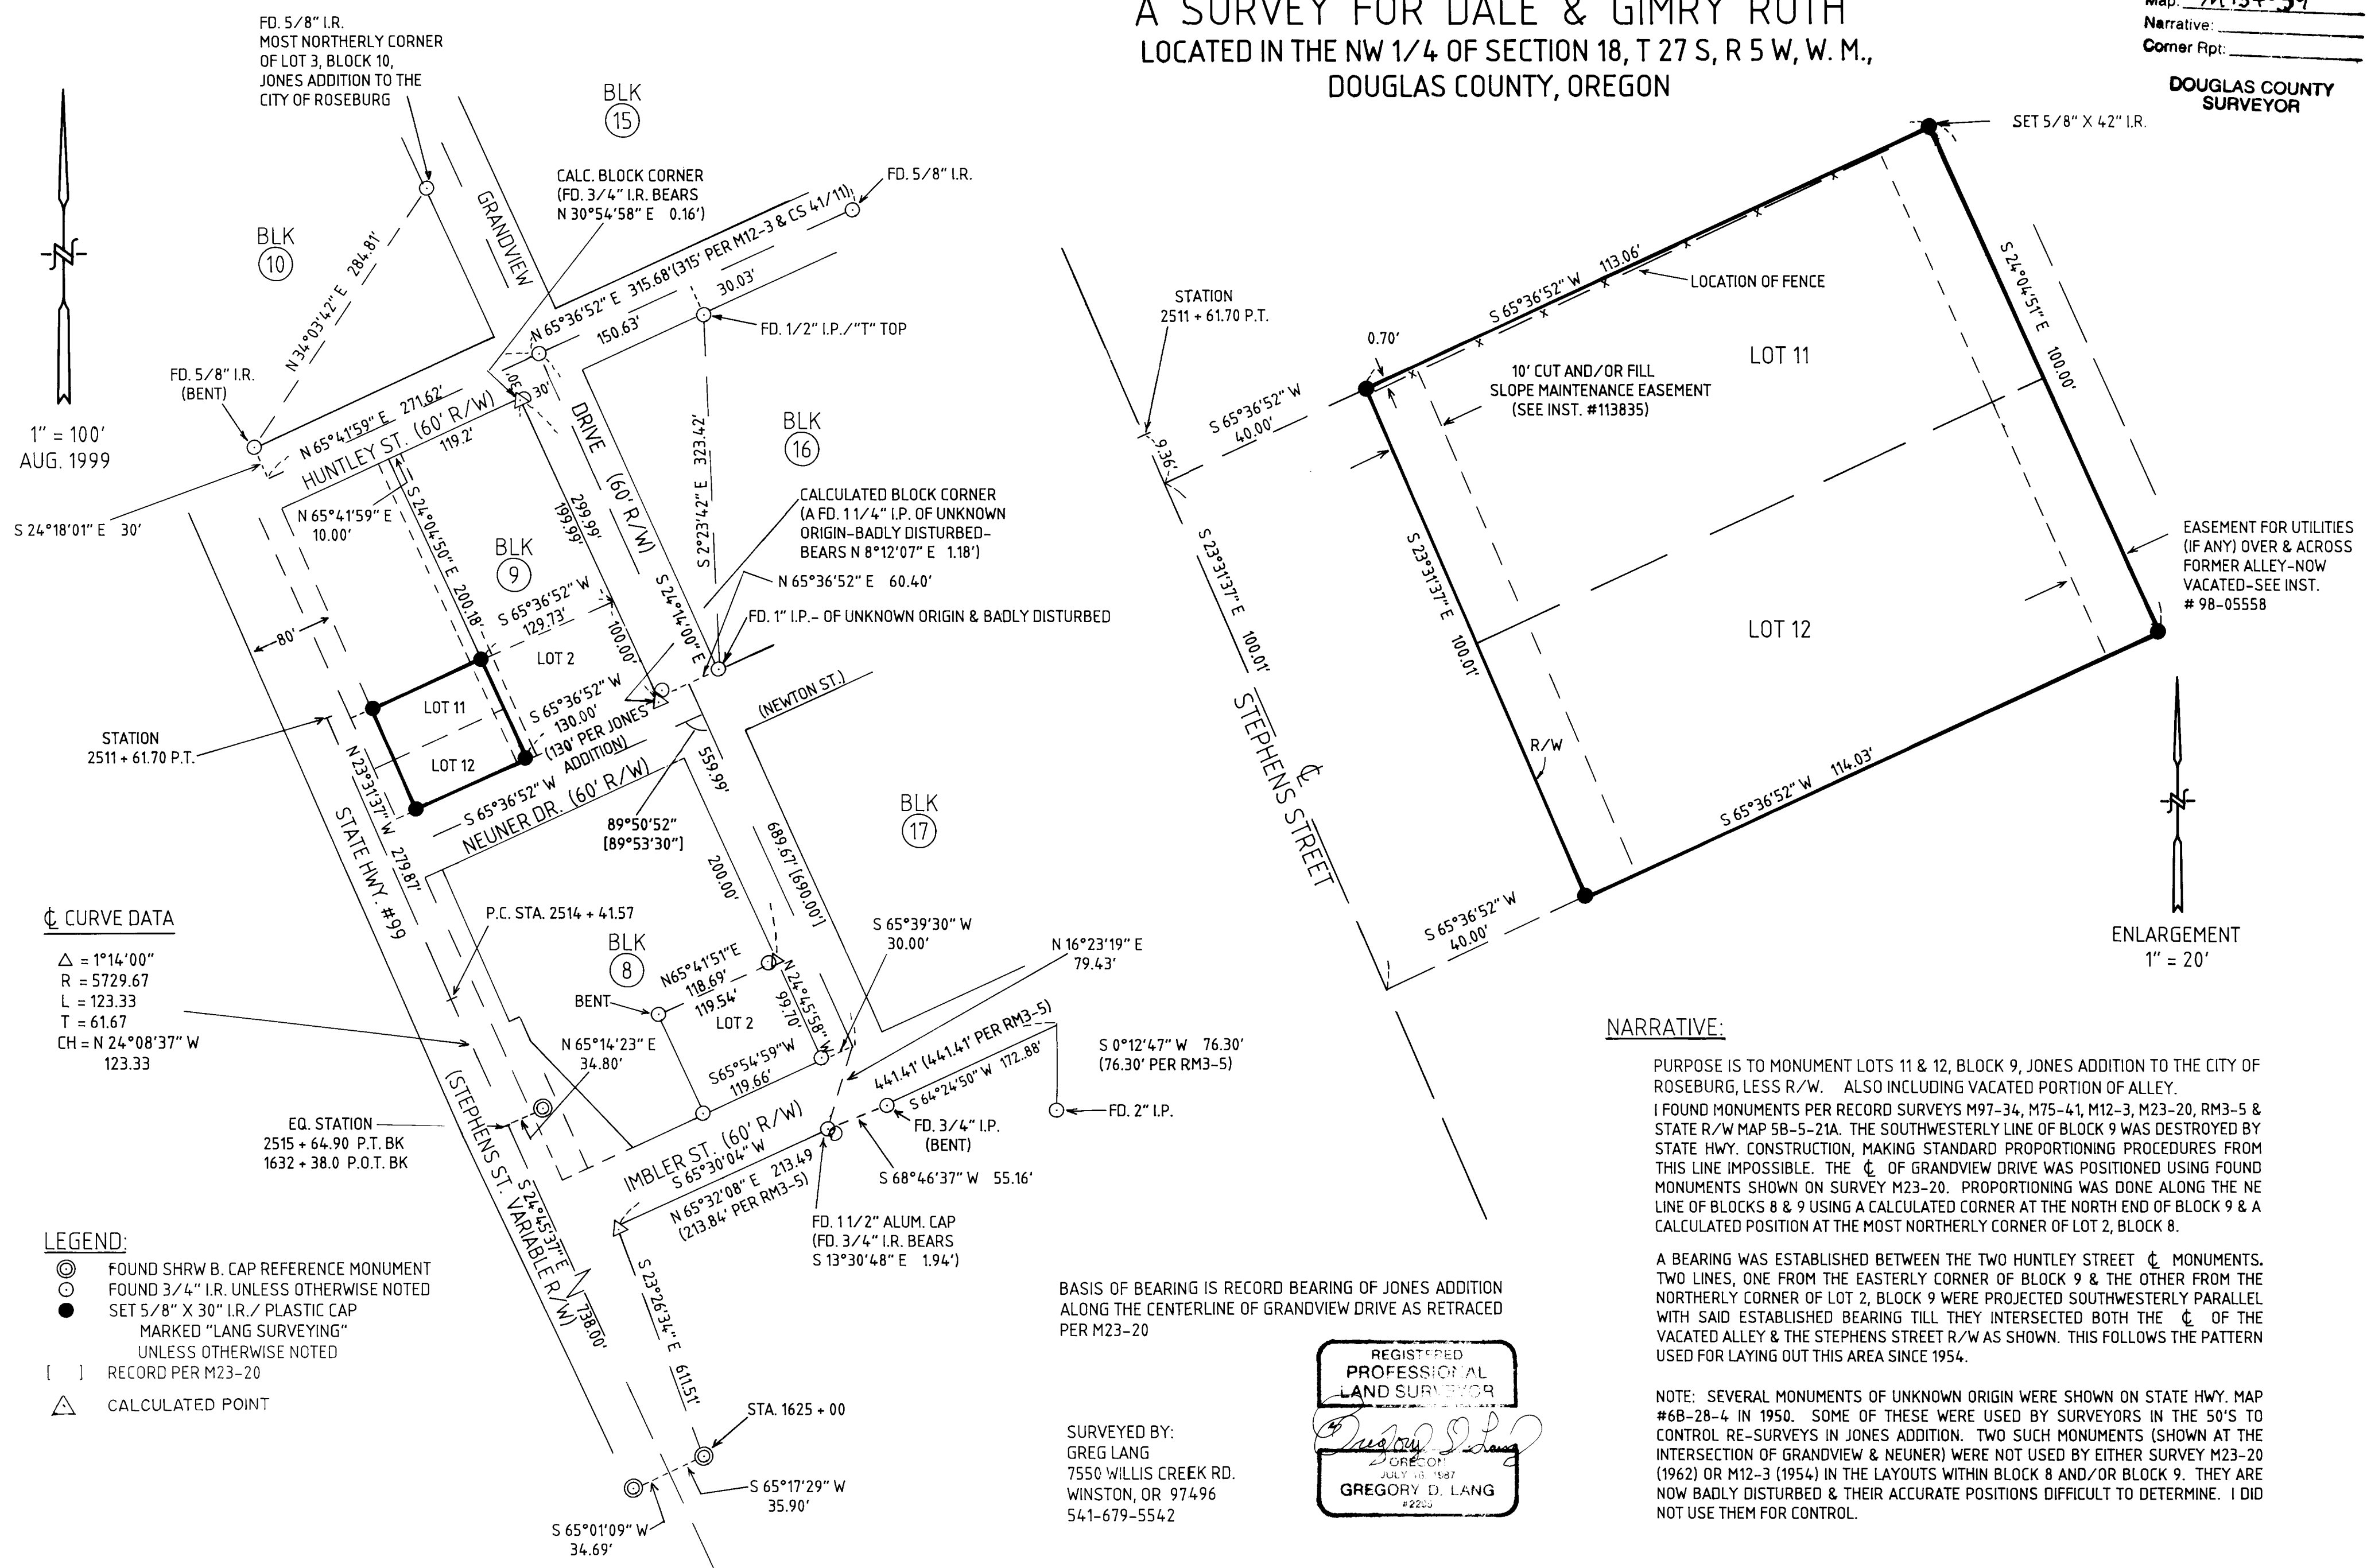 A SURVEY FOR DALE & GIMRY RUTH
LOCATED IN THE NW 1/4 OF SECTION 18, T 27 S, R 5 W, W. M.,
DOUGLAS COUNTY, OREGON
Map:
Narrative:
Corner Rpt:
DOUGLAS COUNTY
SURVEYOR
FD. 5/8" I.R.
MOST NORTHERLY CORNER
OF LOT 3, BLOCK 10,
JONES ADDITION TO THE
CITY OF ROSEBURG
BLK
15
CALC. BLOCK CORNER
(FD. 3/4" I.R. BEARS
N 30°54'58" E 0.16')
FD. 5/8" I.R.
GRANDVIEW
BLK
10
N 34°03'42" E 284.81'
N 65°36'52" E 315.68'(315' PER M12-3 & CS 41/11)
150.63'
30.03'
FD. 1/2" I.P./"T" TOP
FD. 5/8" I.R.
(BENT)
N
1" = 100'
AUG. 1999
N 65°41'59" E 271.62'
HUNTLEY ST. (60' R/W)
119.2'
30'
30'
DRIVE (60' R/W)
S 2°23'42" E 323.42'
BLK
16
S 24°18'01" E 30'
N 65°41'59" E
10.00'
S 24°04'50" E 200.18'
BLK
9
299.99'
199.99'
CALCULATED BLOCK CORNER
(A FD. 1 1/4" I.P. OF UNKNOWN
ORIGIN-BADLY DISTURBED-
BEARS N 8°12'07" E 1.18')
N 65°36'52" E 60.40'
FD. 1" I.P.- OF UNKNOWN ORIGIN & BADLY DISTURBED
S 65°36'52" W
129.73'
100.00'
S 24°14'00" E
LOT 2
80'
LOT 11
LOT 12
S 65°36'52" W
130.00'
(130' PER JONES
ADDITION)
(NEWTON ST.)
STATION
2511 + 61.70 P.T.
N 23°31'37" W 279.87'
S 65°36'52" W
NEUNER DR. (60' R/W)
559.99'
89°50'52"
[89°53'30"]
BLK
17
STATE HWY. #99
200.00'
689.67' [690.00']
℄ CURVE DATA
△ = 1°14'00"
R = 5729.67
L = 123.33
T = 61.67
CH = N 24°08'37" W
123.33
P.C. STA. 2514 + 41.57
BLK
8
S 65°39'30" W
30.00'
N 16°23'19" E
79.43'
N65°41'51"E
118.69'
119.54'
BENT
LOT 2
N 24°45'58" W
99.70'
N 65°14'23" E
34.80'
S65°54'59"W
119.66'
441.41' (441.41' PER RM3-5)
S 64°24'50" W 172.88'
S 0°12'47" W 76.30'
(76.30' PER RM3-5)
FD. 2" I.P.
FD. 3/4" I.P.
(BENT)
EQ. STATION
2515 + 64.90 P.T. BK
1632 + 38.0 P.O.T. BK
(STEPHENS ST. VARIABLE R/W)
IMBLER ST. (60' R/W)
S 65°30'04" W
N 65°32'08" E 213.49
(213.84' PER RM3-5)
S 68°46'37" W 55.16'
FD. 1 1/2" ALUM. CAP
(FD. 3/4" I.R. BEARS
S 13°30'48" E 1.94')
S 24°45'37" E 738.00'
S 23°26'34" E 611.51'
STA. 1625 + 00
S 65°17'29" W
35.90'
S 65°01'09" W
34.69'
LEGEND:
FOUND SHRW B. CAP REFERENCE MONUMENT
FOUND 3/4" I.R. UNLESS OTHERWISE NOTED
SET 5/8" X 30" I.R./ PLASTIC CAP
MARKED "LANG SURVEYING"
UNLESS OTHERWISE NOTED
[ ] RECORD PER M23-20
CALCULATED POINT
SET 5/8" X 42" I.R.
STATION
2511 + 61.70 P.T.
S 65°36'52" W 113.06'
LOCATION OF FENCE
S 24°04'51" E 100.00'
0.70'
LOT 11
10' CUT AND/OR FILL
SLOPE MAINTENANCE EASEMENT
(SEE INST. #113835)
S 65°36'52" W
40.00'
9.36'
S 23°31'37" E 100.01'
S 23°31'37" E 100.01'
EASEMENT FOR UTILITIES
(IF ANY) OVER & ACROSS
FORMER ALLEY-NOW
VACATED-SEE INST.
# 98-05558
LOT 12
℄
STEPHENS STREET
R/W
S 65°36'52" W 114.03'
S 65°36'52" W
40.00'
N
ENLARGEMENT
1" = 20'
NARRATIVE:
PURPOSE IS TO MONUMENT LOTS 11 & 12, BLOCK 9, JONES ADDITION TO THE CITY OF
ROSEBURG, LESS R/W. ALSO INCLUDING VACATED PORTION OF ALLEY.
I FOUND MONUMENTS PER RECORD SURVEYS M97-34, M75-41, M12-3, M23-20, RM3-5 &
STATE R/W MAP 5B-5-21A. THE SOUTHWESTERLY LINE OF BLOCK 9 WAS DESTROYED BY
STATE HWY. CONSTRUCTION, MAKING STANDARD PROPORTIONING PROCEDURES FROM
THIS LINE IMPOSSIBLE. THE ℄ OF GRANDVIEW DRIVE WAS POSITIONED USING FOUND
MONUMENTS SHOWN ON SURVEY M23-20. PROPORTIONING WAS DONE ALONG THE NE
LINE OF BLOCKS 8 & 9 USING A CALCULATED CORNER AT THE NORTH END OF BLOCK 9 & A
CALCULATED POSITION AT THE MOST NORTHERLY CORNER OF LOT 2, BLOCK 8.
A BEARING WAS ESTABLISHED BETWEEN THE TWO HUNTLEY STREET ℄ MONUMENTS.
TWO LINES, ONE FROM THE EASTERLY CORNER OF BLOCK 9 & THE OTHER FROM THE
NORTHERLY CORNER OF LOT 2, BLOCK 9 WERE PROJECTED SOUTHWESTERLY PARALLEL
WITH SAID ESTABLISHED BEARING TILL THEY INTERSECTED BOTH THE ℄ OF THE
VACATED ALLEY & THE STEPHENS STREET R/W AS SHOWN. THIS FOLLOWS THE PATTERN
USED FOR LAYING OUT THIS AREA SINCE 1954.
NOTE: SEVERAL MONUMENTS OF UNKNOWN ORIGIN WERE SHOWN ON STATE HWY. MAP
#6B-28-4 IN 1950. SOME OF THESE WERE USED BY SURVEYORS IN THE 50'S TO
CONTROL RE-SURVEYS IN JONES ADDITION. TWO SUCH MONUMENTS (SHOWN AT THE
INTERSECTION OF GRANDVIEW & NEUNER) WERE NOT USED BY EITHER SURVEY M23-20
(1962) OR M12-3 (1954) IN THE LAYOUTS WITHIN BLOCK 8 AND/OR BLOCK 9. THEY ARE
NOW BADLY DISTURBED & THEIR ACCURATE POSITIONS DIFFICULT TO DETERMINE. I DID
NOT USE THEM FOR CONTROL.
BASIS OF BEARING IS RECORD BEARING OF JONES ADDITION
ALONG THE CENTERLINE OF GRANDVIEW DRIVE AS RETRACED
PER M23-20
SURVEYED BY:
GREG LANG
7550 WILLIS CREEK RD.
WINSTON, OR 97496
541-679-5542
REGISTERED
PROFESSIONAL
LAND SURVEYOR
Gregory D. Lang
OREGON
JULY 16, 1987
GREGORY D. LANG
#2205